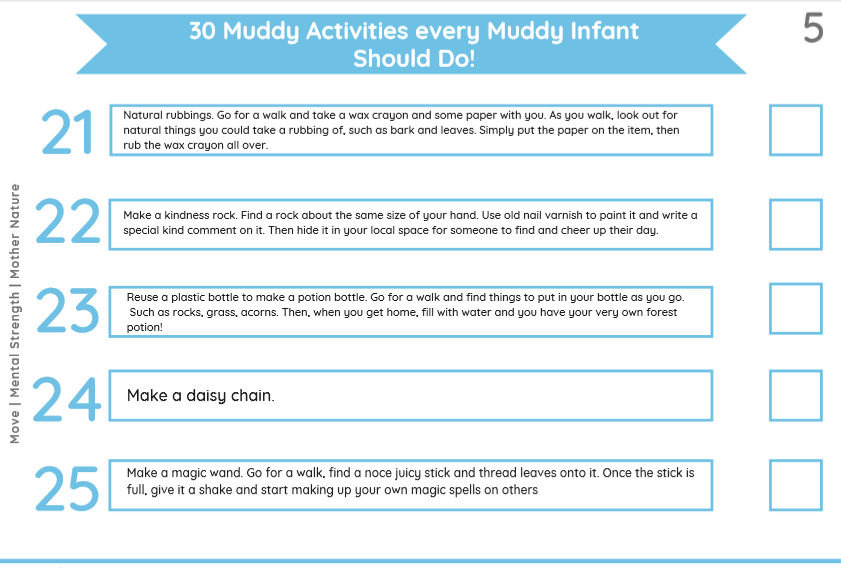 30 Muddy Activities every Muddy Infant
Should Do!
5
21
Natural rubbings. Go for a walk and take a wax crayon and some paper with you. As you walk, look out for
natural things you could take a rubbing of, such as bark and leaves. Simply put the paper on the item, then
rub the wax crayon all over.
22
Make a kindness rock. Find a rock about the same size of your hand. Use old nail varnish to paint it and write a
special kind comment on it. Then hide it in your local space for someone to find and cheer up their day.
23
Reuse a plastic bottle to make a potion bottle. Go for a walk and find things to put in your bottle as you go.
Such as rocks, grass, acorns. Then, when you get home, fill with water and you have your very own forest
potion!
24
Make a daisy chain.
25
Make a magic wand. Go for a walk, find a noce juicy stick and thread leaves onto it. Once the stick is
full, give it a shake and start making up your own magic spells on others
Move | Mental Strength | Mother Nature